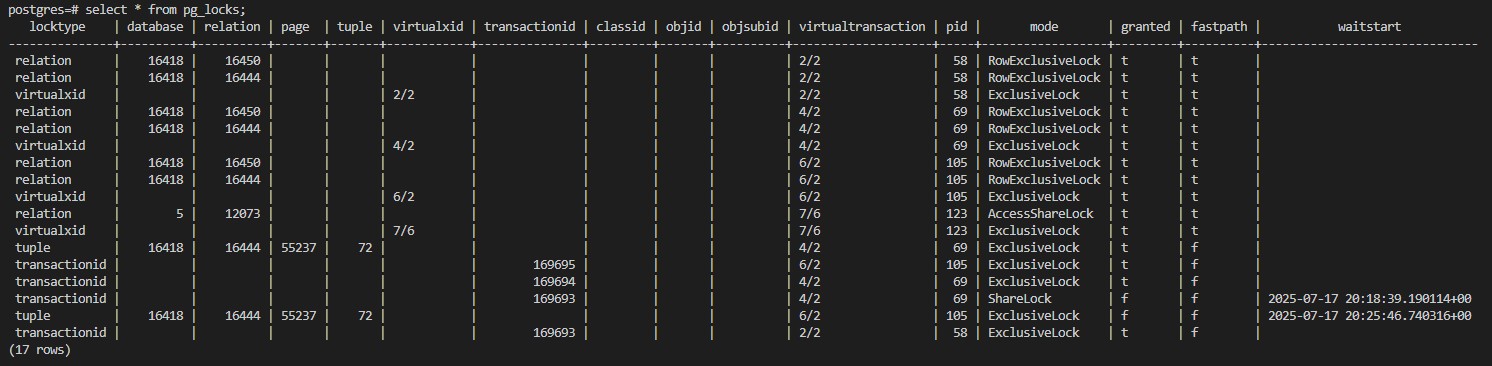 postgres=# select * from pg_locks;
locktype | database | relation | page | tuple | virtualxid | transactionid | classid | objid | objsubid | virtualtransaction | pid | mode | granted | fastpath | waitstart
---------------+----------+----------+-------+-------+------------+---------------+---------+-------+----------+--------------------+-----+------------------+---------+----------+-------------------------------
relation | 16418 | 16450 | | | | | | | | 2/2 | 58 | RowExclusiveLock | t | t |
relation | 16418 | 16444 | | | | | | | | 2/2 | 58 | RowExclusiveLock | t | t |
virtualxid | | | | | 2/2 | | | | | 2/2 | 58 | ExclusiveLock | t | t |
relation | 16418 | 16450 | | | | | | | | 4/2 | 69 | RowExclusiveLock | t | t |
relation | 16418 | 16444 | | | | | | | | 4/2 | 69 | RowExclusiveLock | t | t |
virtualxid | | | | | 4/2 | | | | | 4/2 | 69 | ExclusiveLock | t | t |
relation | 16418 | 16450 | | | | | | | | 6/2 | 105 | RowExclusiveLock | t | t |
relation | 16418 | 16444 | | | | | | | | 6/2 | 105 | RowExclusiveLock | t | t |
virtualxid | | | | | 6/2 | | | | | 6/2 | 105 | ExclusiveLock | t | t |
relation | 5 | 12073 | | | | | | | | 7/6 | 123 | AccessShareLock | t | t |
virtualxid | | | | | 7/6 | | | | | 7/6 | 123 | ExclusiveLock | t | t |
tuple | 16418 | 16444 | 55237 | 72 | | | | | | 4/2 | 69 | ExclusiveLock | t | f |
transactionid | | | | | | 169695 | | | | 6/2 | 105 | ExclusiveLock | t | f |
transactionid | | | | | | 169694 | | | | 4/2 | 69 | ExclusiveLock | t | f |
transactionid | | | | | | 169693 | | | | 4/2 | 69 | ShareLock | f | f | 2025-07-17 20:18:39.190114+00
tuple | 16418 | 16444 | 55237 | 72 | | | | | | 6/2 | 105 | ExclusiveLock | f | f | 2025-07-17 20:25:46.740316+00
transactionid | | | | | | 169693 | | | | 2/2 | 58 | ExclusiveLock | t | f |
(17 rows)